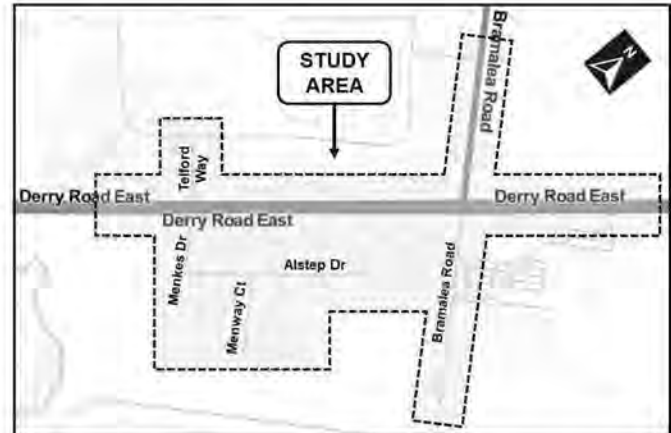 Bramalea Road
N
STUDY
AREA
Telford
Way
Derry Road East
Derry Road East
Derry Road East
Menkes Dr
Alstep Dr
Menway Ct
Bramalea Road